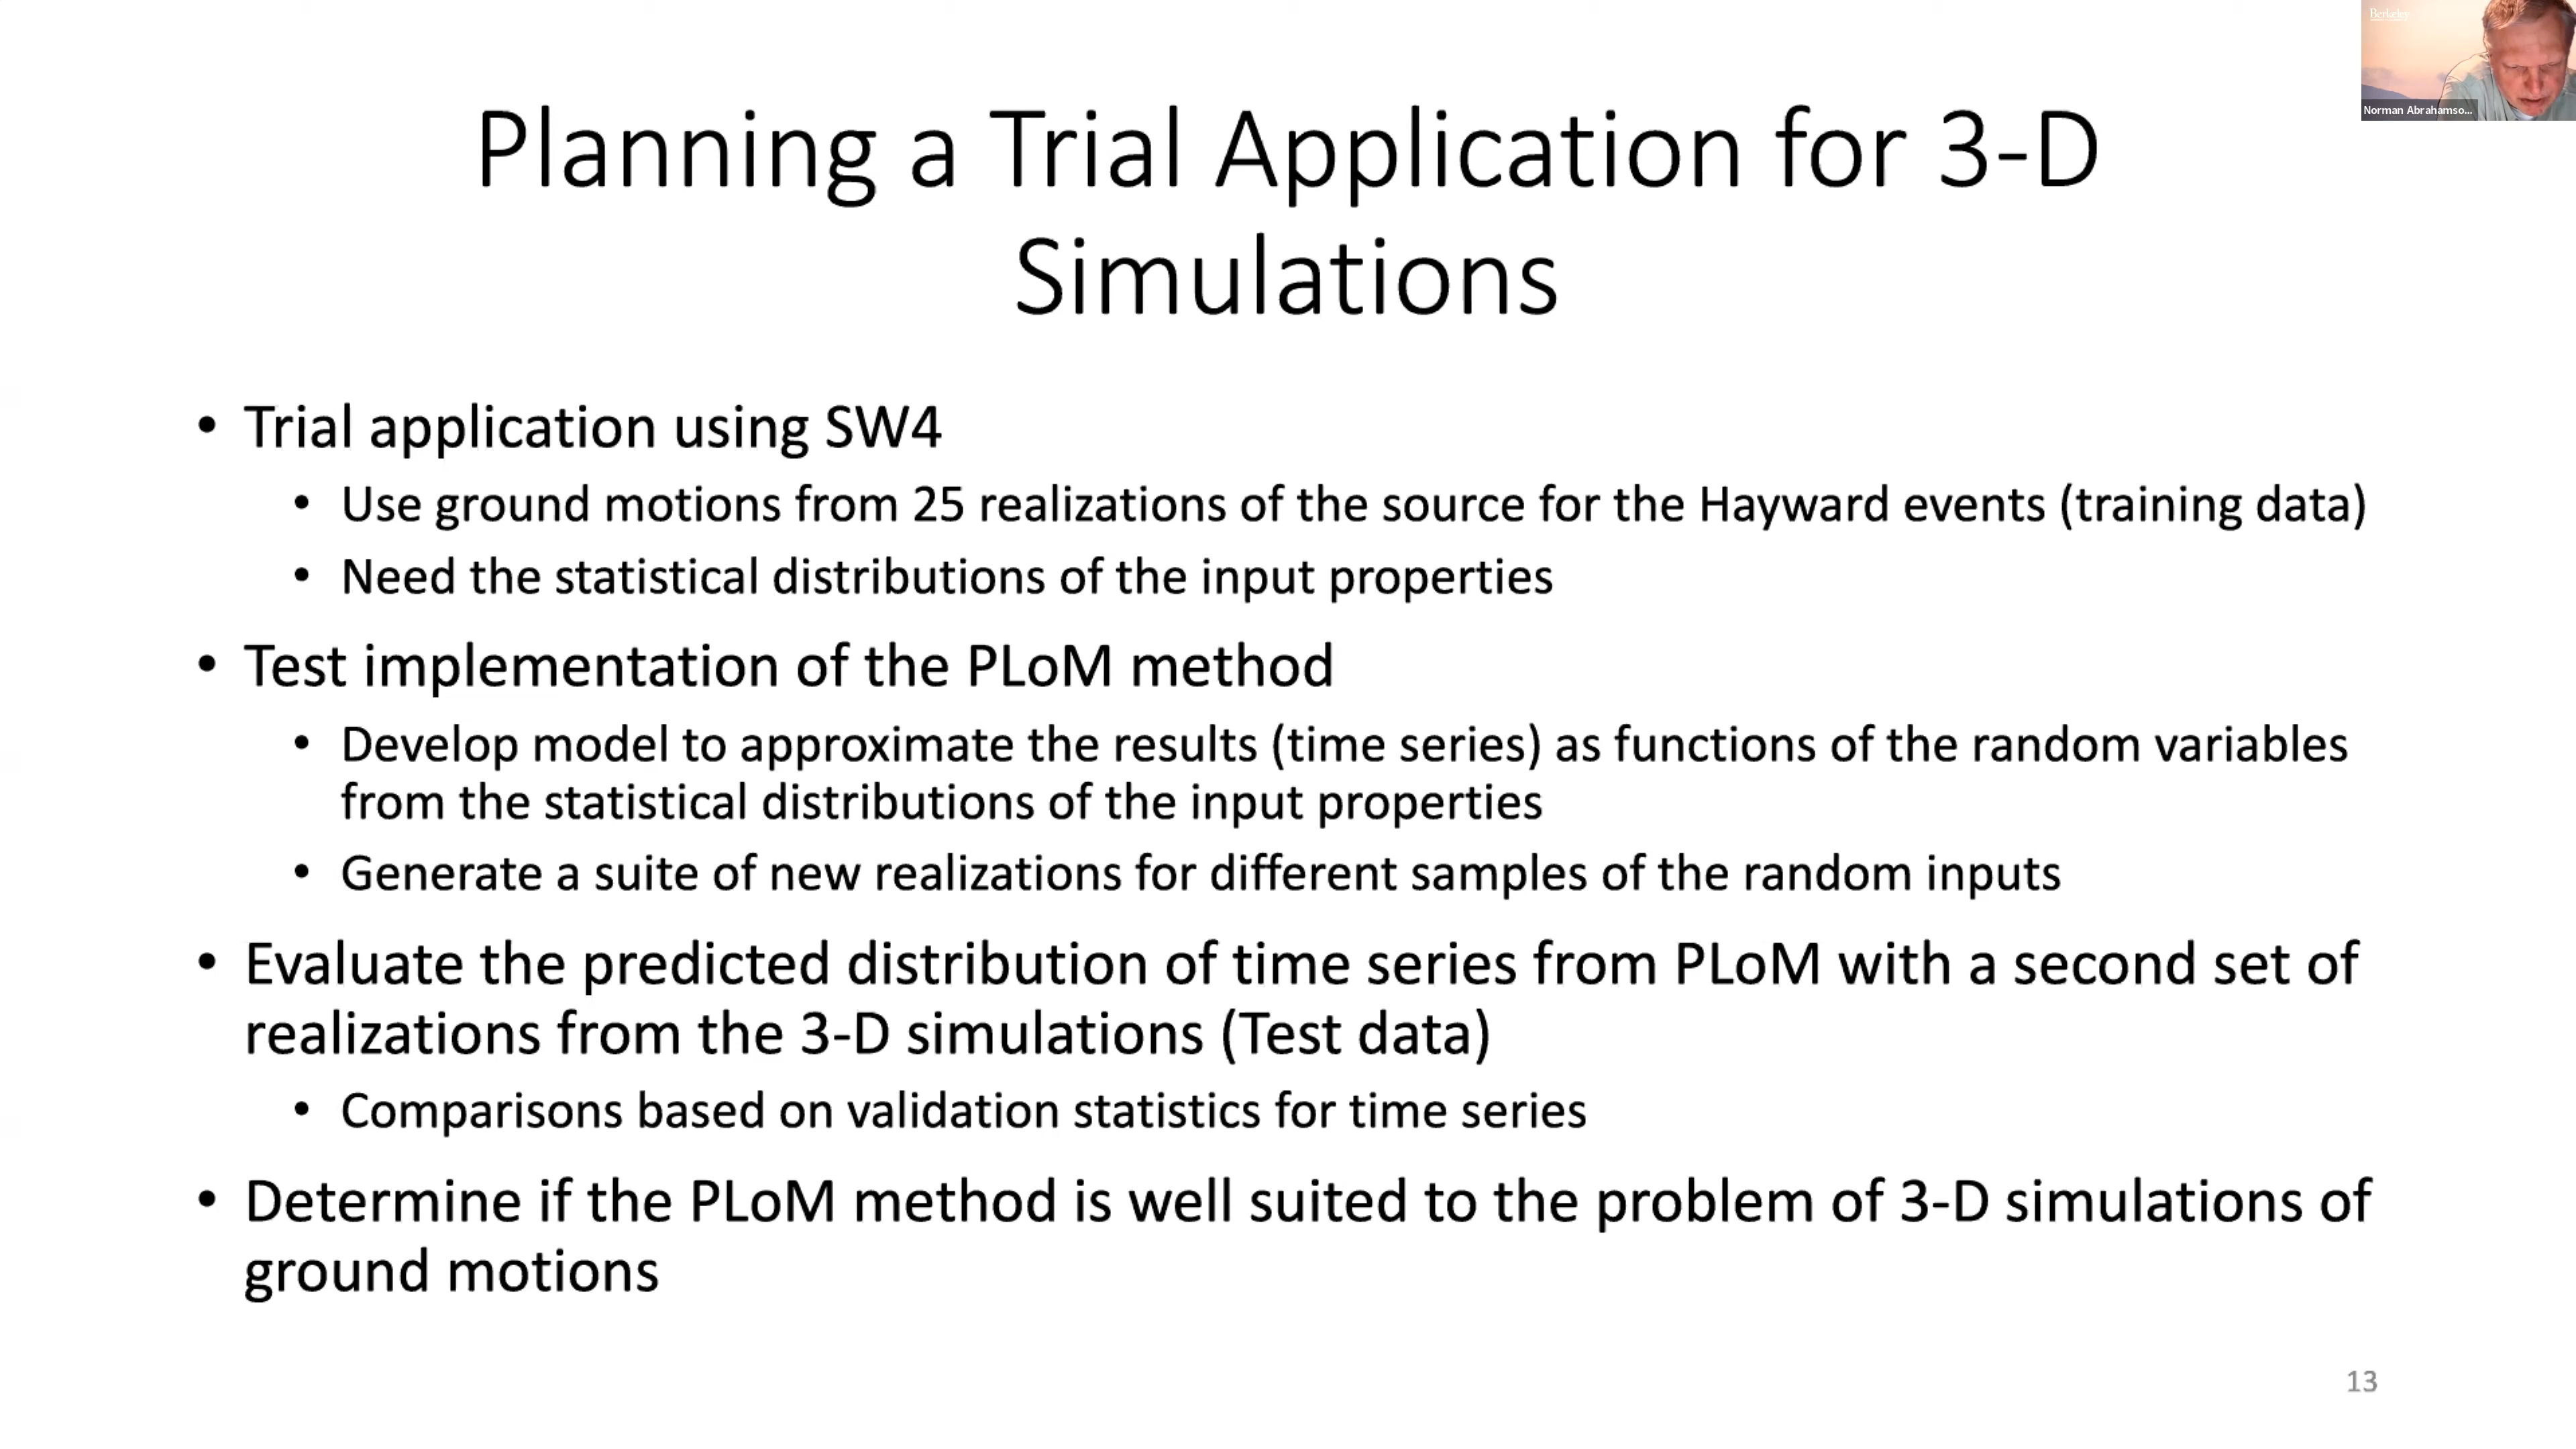 Berkeley
Norman Abrahamso...
Planning a Trial Application for 3-D
Simulations
• Trial application using SW4
• Use ground motions from 25 realizations of the source for the Hayward events (training data)
• Need the statistical distributions of the input properties
• Test implementation of the PLoM method
• Develop model to approximate the results (time series) as functions of the random variables
from the statistical distributions of the input properties
• Generate a suite of new realizations for different samples of the random inputs
• Evaluate the predicted distribution of time series from PLoM with a second set of
realizations from the 3-D simulations (Test data)
• Comparisons based on validation statistics for time series
• Determine if the PLoM method is well suited to the problem of 3-D simulations of
ground motions
13